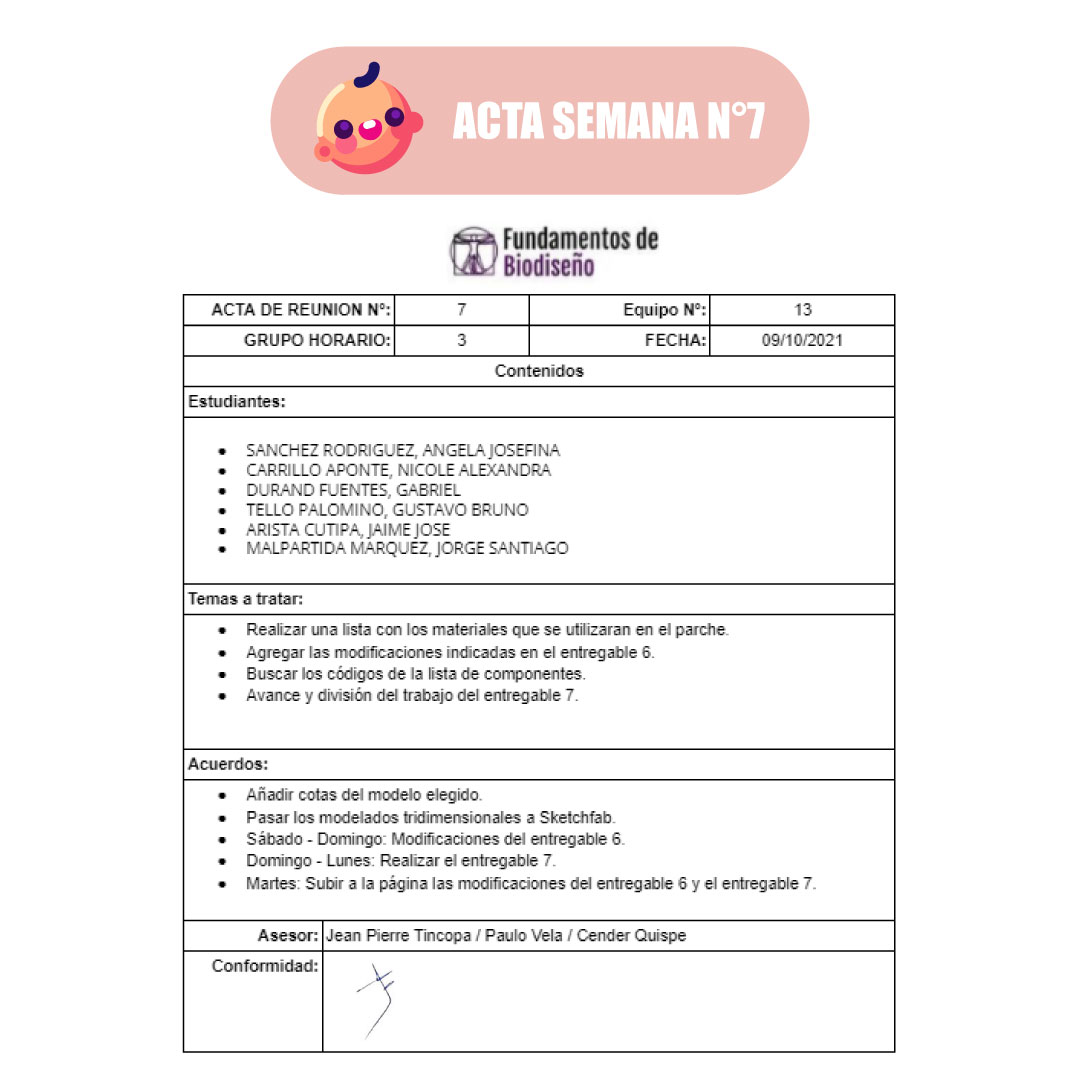 ACTA SEMANA N°7
Fundamentos de
Biodiseño
ACTA DE REUNION Nº: 7 Equipo Nº: 13
GRUPO HORARIO: 3 FECHA: 09/10/2021
Contenidos
Estudiantes:
● SANCHEZ RODRIGUEZ, ANGELA JOSEFINA
● CARRILLO APONTE, NICOLE ALEXANDRA
● DURAND FUENTES, GABRIEL
● TELLO PALOMINO, GUSTAVO BRUNO
● ARISTA CUTIPA, JAIME JOSE
● MALPARTIDA MARQUEZ, JORGE SANTIAGO
Temas a tratar:
● Realizar una lista con los materiales que se utilizaran en el parche.
● Agregar las modificaciones indicadas en el entregable 6.
● Buscar los códigos de la lista de componentes.
● Avance y división del trabajo del entregable 7.
Acuerdos:
● Añadir cotas del modelo elegido.
● Pasar los modelados tridimensionales a Sketchfab.
● Sábado - Domingo: Modificaciones del entregable 6.
● Domingo - Lunes: Realizar el entregable 7.
● Martes: Subir a la página las modificaciones del entregable 6 y el entregable 7.
Asesor: Jean Pierre Tincopa / Paulo Vela / Cender Quispe
Conformidad: